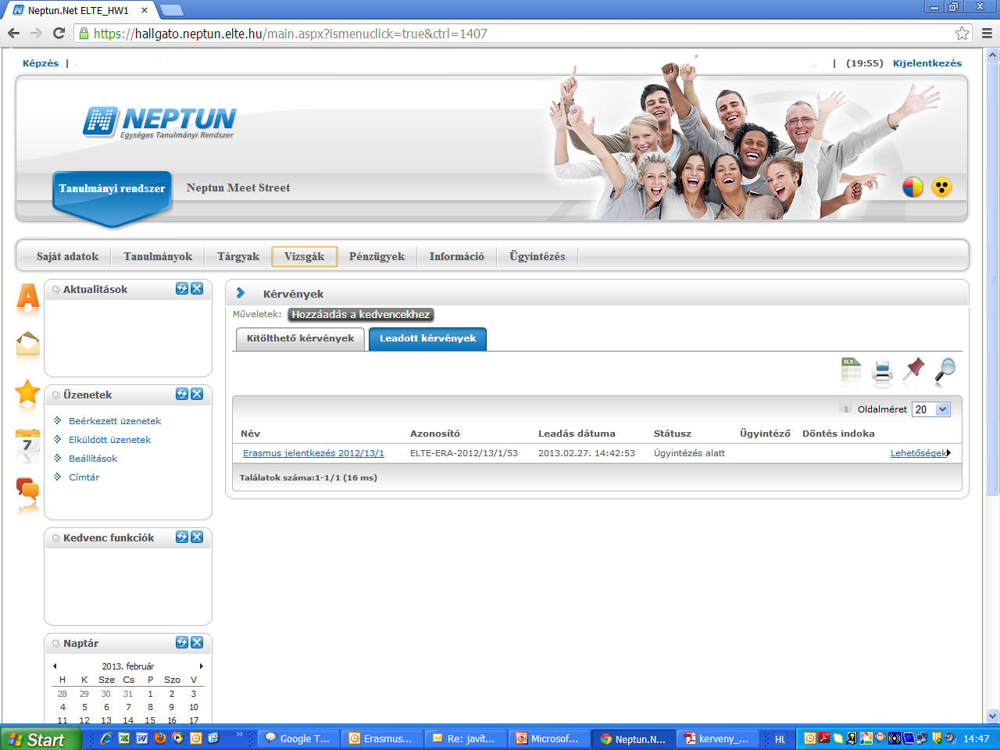 Neptun.Net ELTE_HW1
https://hallgato.neptun.elte.hu/main.aspx?ismenuclick=true&ctrl=1407
Képzés | | (19:55) Kijelentkezés
NEPTUN
Egységes Tanulmányi Rendszer
Tanulmányi rendszer Neptun Meet Street
Saját adatok Tanulmányok Tárgyak Vizsgák Pénzügyek Információ Ügyintézés
Aktualitások
Üzenetek
Beérkezett üzenetek
Elküldött üzenetek
Beállítások
Címtár
7
Kedvenc funkciók
Naptár
2013. február
H K Sze Cs P Szo V
28 29 30 31 1 2 3
4 5 6 7 8 9 10
11 12 13 14 15 16 17
Kérvények
Műveletek: Hozzáadás a kedvencekhez
Kitölthető kérvények Leadott kérvények
XLS
1 Oldalméret 20
Név Azonosító Leadás dátuma Státusz Ügyintéző Döntés indoka
Erasmus jelentkezés 2012/13/1 ELTE-ERA-2012/13/1/53 2013.02.27. 14:42:53 Ügyintézés alatt Lehetőségek
Találatok száma:1-1/1 (16 ms)
Start Google T... Erasmus... Re: javít... Microsof... Neptun.N... kerveny_... HU 14:47